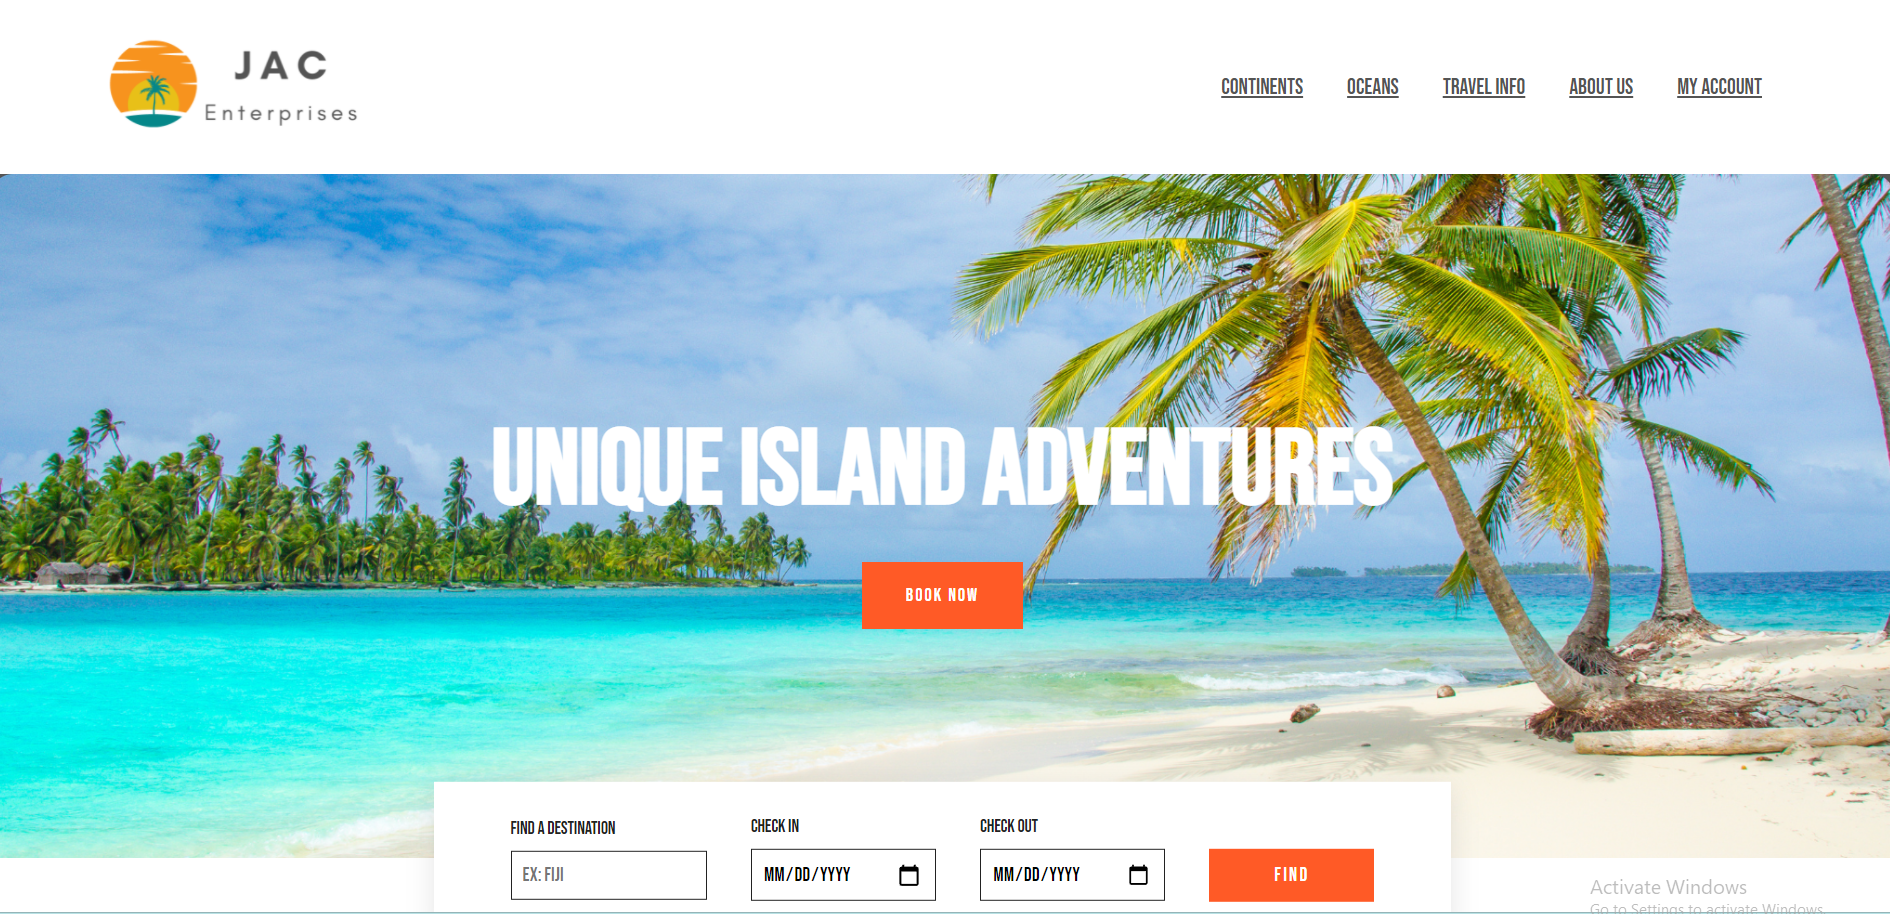 JAC
Enterprises
CONTINENTS OCEANS TRAVEL INFO ABOUT US MY ACCOUNT
UNIQUE ISLAND ADVENTURES
BOOK NOW
FIND A DESTINATION CHECK IN CHECK OUT
EX: FIJI MM/DD/YYYY MM/DD/YYYY FIND
Activate Windows
Go to Settings to activate Windows.